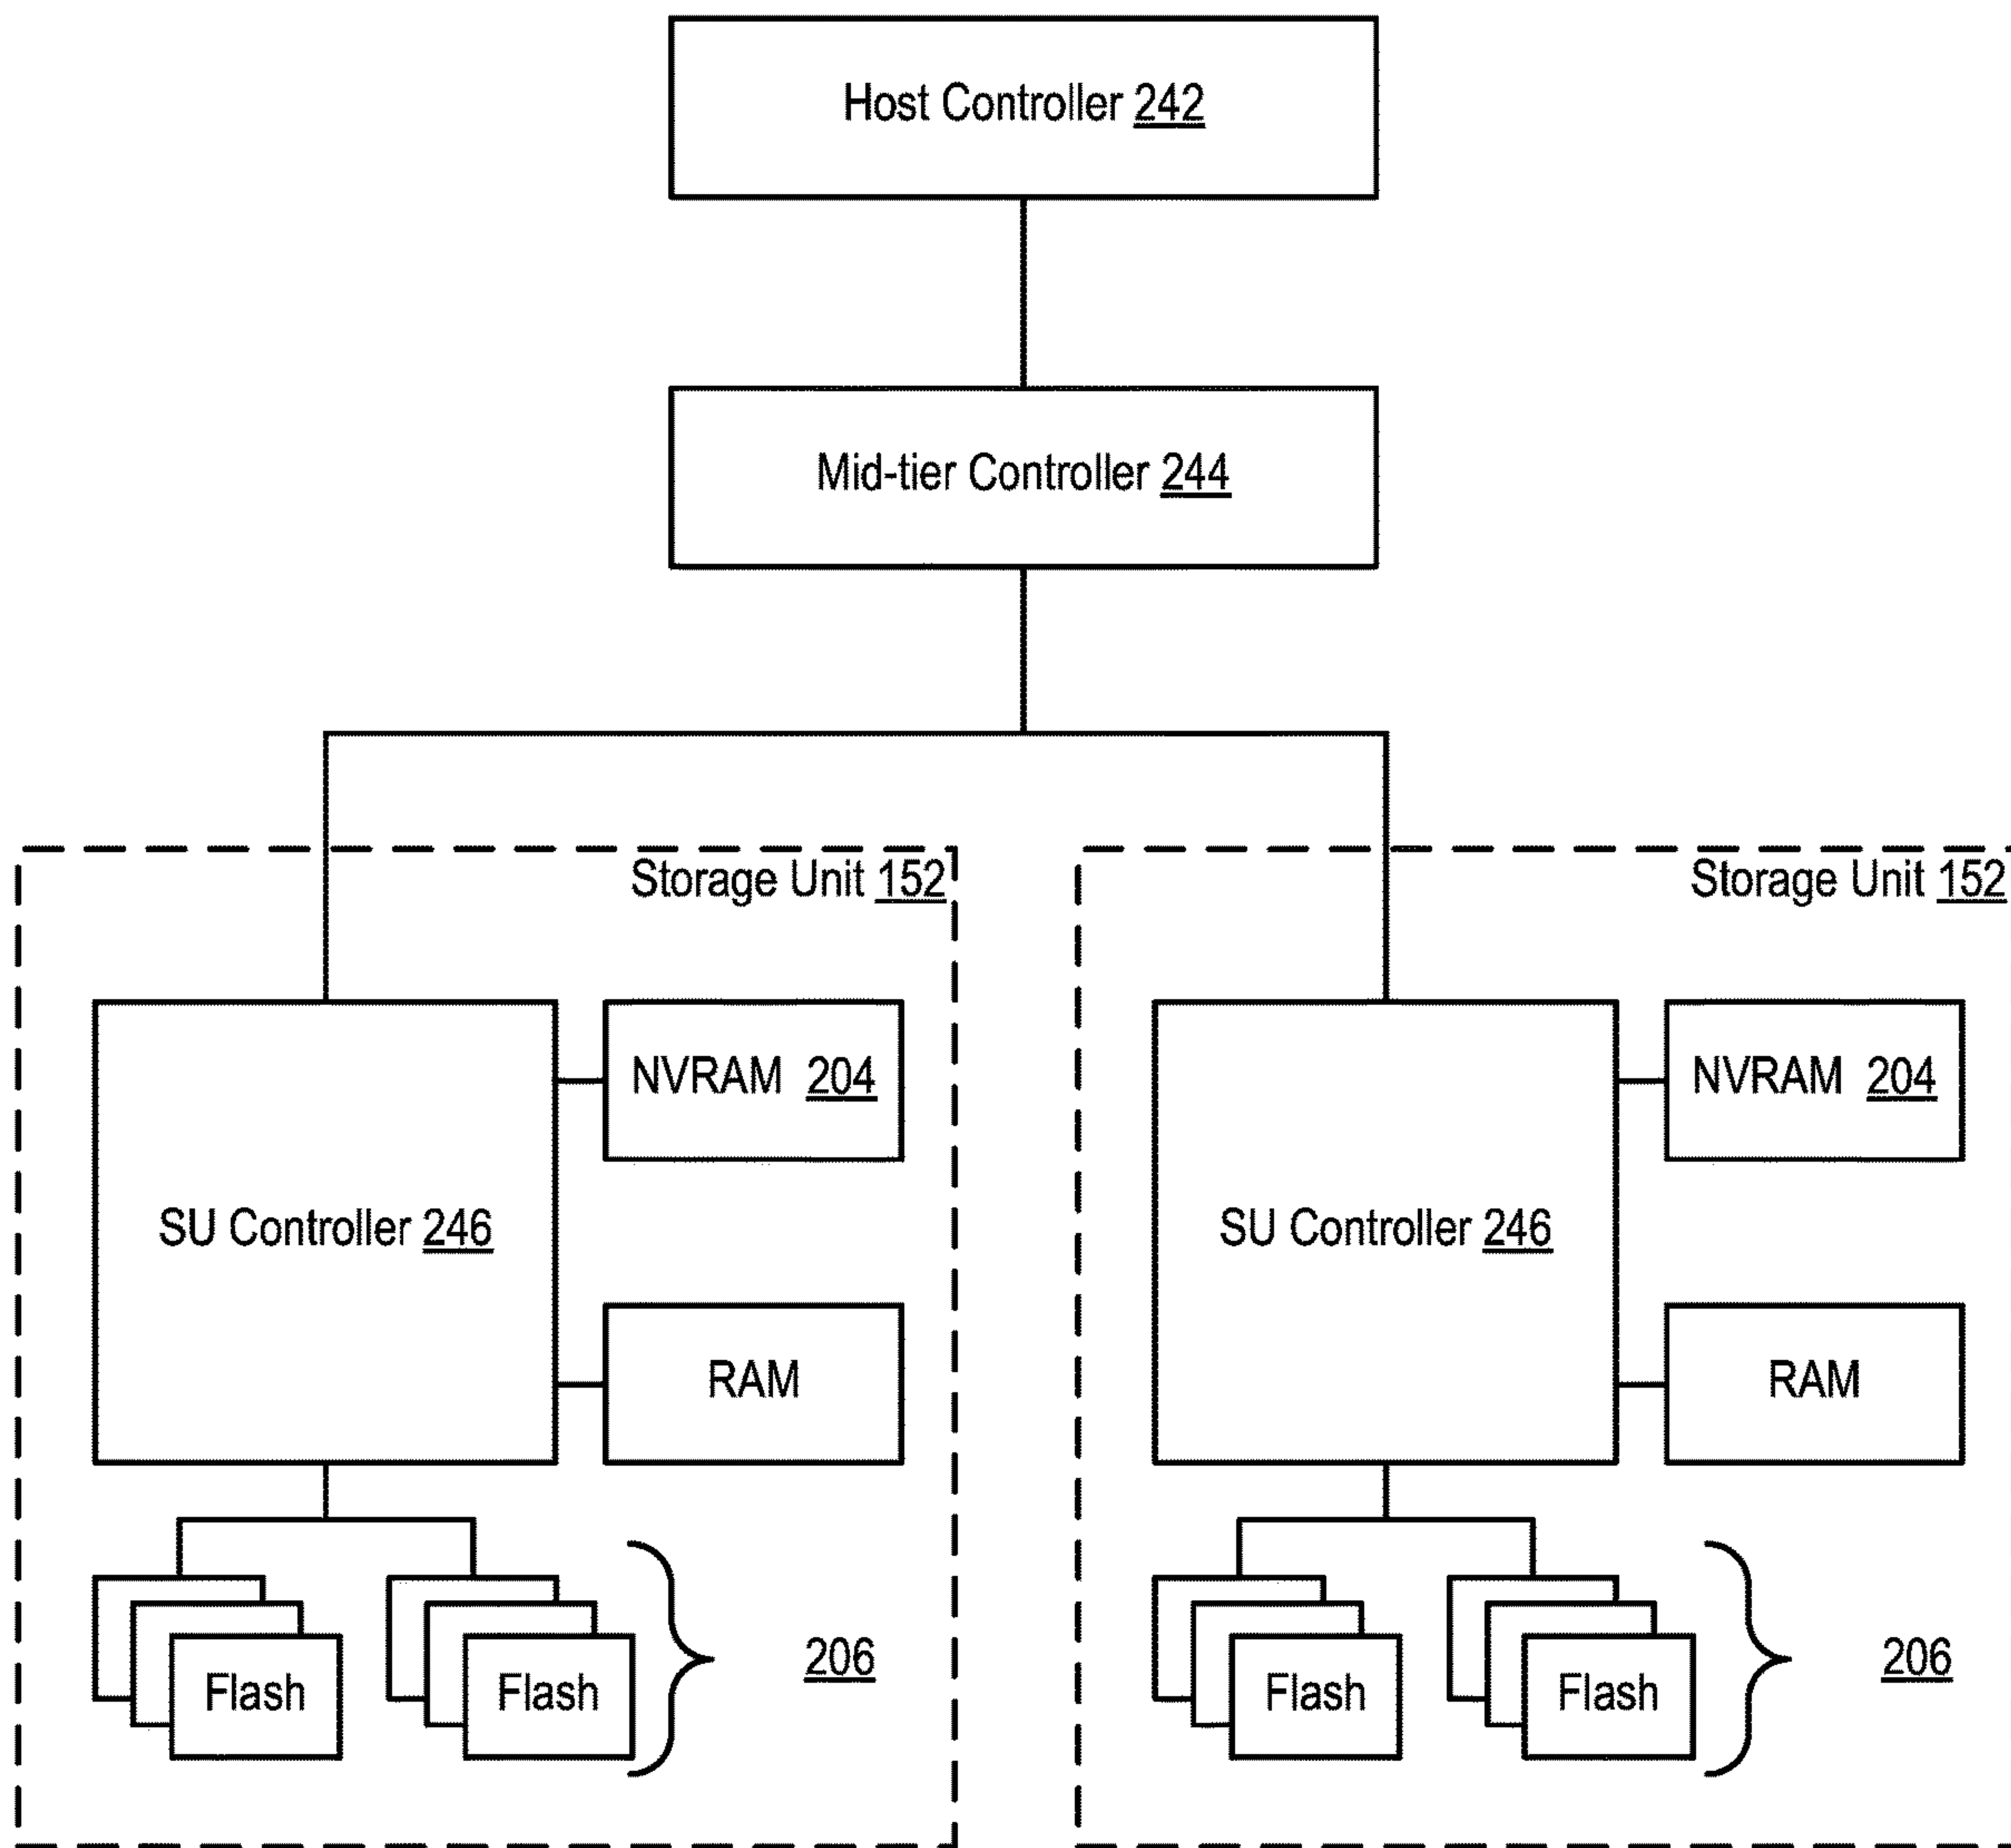 Host Controller 242
Mid-tier Controller 244
Storage Unit 152
NVRAM 204
SU Controller 246
RAM
Flash
Flash
206
Storage Unit 152
NVRAM 204
SU Controller 246
RAM
Flash
Flash
206